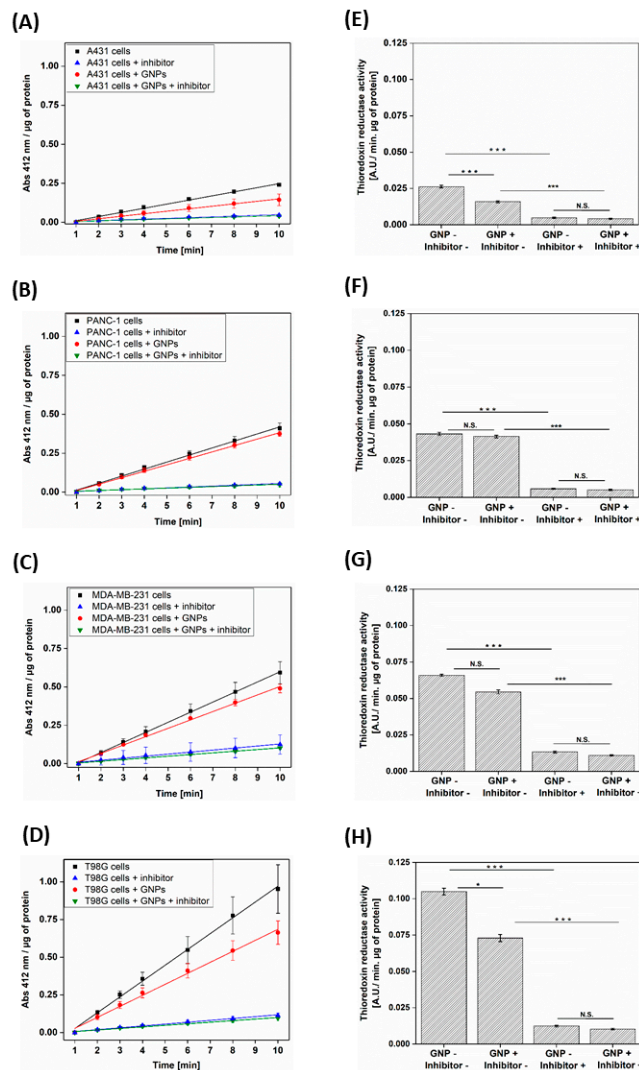 (A)
A431 cells
A431 cells + inhibitor
A431 cells + GNPs
A431 cells + GNPs + inhibitor
Abs 412 nm / µg of protein
1.00
0.75
0.50
0.25
0.00
1 2 3 4 6 8 10
Time [min]
(E)
Thioredoxin reductase activity
[A.U./ min. µg of protein]
0.125
0.100
0.075
0.050
0.025
0.000
* * *
* * *
***
N.S.
GNP - GNP + GNP - GNP +
Inhibitor - Inhibitor - Inhibitor + Inhibitor +
(B)
PANC-1 cells
PANC-1 cells + inhibitor
PANC-1 cells + GNPs
PANC-1 cells + GNPs + inhibitor
Abs 412 nm / µg of protein
1.00
0.75
0.50
0.25
0.00
1 2 3 4 6 8 10
Time [min]
(F)
Thioredoxin reductase activity
[A.U./ min. µg of protein]
0.125
0.100
0.075
0.050
0.025
0.000
* * *
N.S.
***
N.S.
GNP - GNP + GNP - GNP +
Inhibitor - Inhibitor - Inhibitor + Inhibitor +
(C)
MDA-MB-231 cells
MDA-MB-231 cells + inhibitor
MDA-MB-231 cells + GNPs
MDA-MB-231 cells + GNPs + inhibitor
Abs 412 nm / µg of protein
1.00
0.75
0.50
0.25
0.00
1 2 3 4 6 8 10
Time [min]
(G)
Thioredoxin reductase activity
[A.U./ min. µg of protein]
0.125
0.100
0.075
0.050
0.025
0.000
* * *
N.S.
***
N.S.
GNP - GNP + GNP - GNP +
Inhibitor - Inhibitor - Inhibitor + Inhibitor +
(D)
T98G cells
T98G cells + inhibitor
T98G cells + GNPs
T98G cells + GNPs + inhibitor
Abs 412 nm / µg of protein
1.00
0.75
0.50
0.25
0.00
1 2 3 4 6 8 10
Time [min]
(H)
Thioredoxin reductase activity
[A.U./ min. µg of protein]
0.125
0.100
0.075
0.050
0.025
0.000
* * *
*
* * *
N.S.
GNP - GNP + GNP - GNP +
Inhibitor - Inhibitor - Inhibitor + Inhibitor +